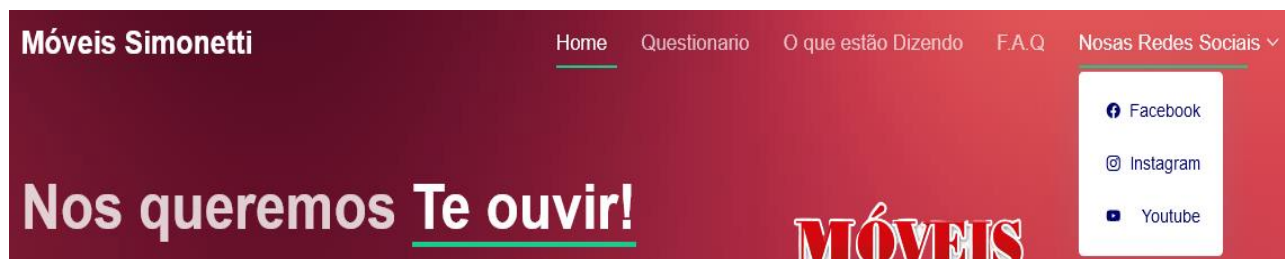 Móveis Simonetti
Home Questionario O que estão Dizendo F.A.Q Nosas Redes Sociais
Facebook
Instagram
Youtube
Nos queremos Te ouvir!
MÓVEIS